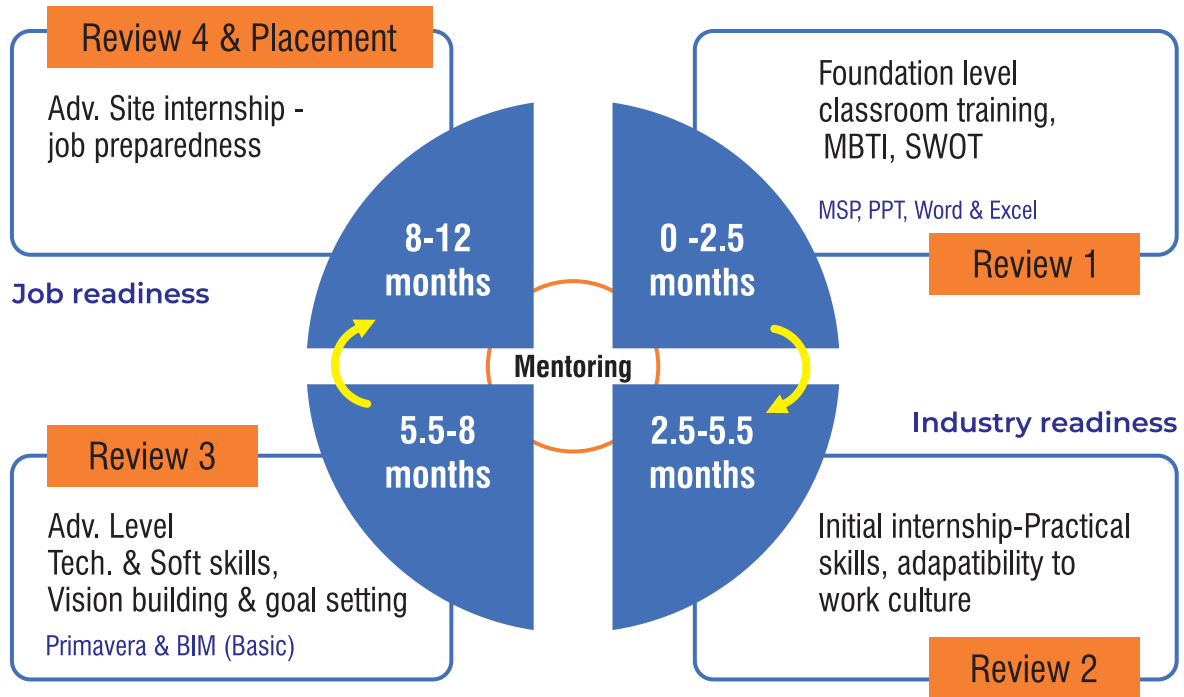 Review 4 & Placement
Adv. Site internship -
job preparedness
8-12
months
Job readiness
Foundation level
classroom training,
MBTI, SWOT
MSP, PPT, Word & Excel
Review 1
0 -2.5
months
Mentoring
Industry readiness
2.5-5.5
months
Initial internship-Practical
skills, adapatibility to
work culture
Review 2
5.5-8
months
Review 3
Adv. Level
Tech. & Soft skills,
Vision building & goal setting
Primavera & BIM (Basic)